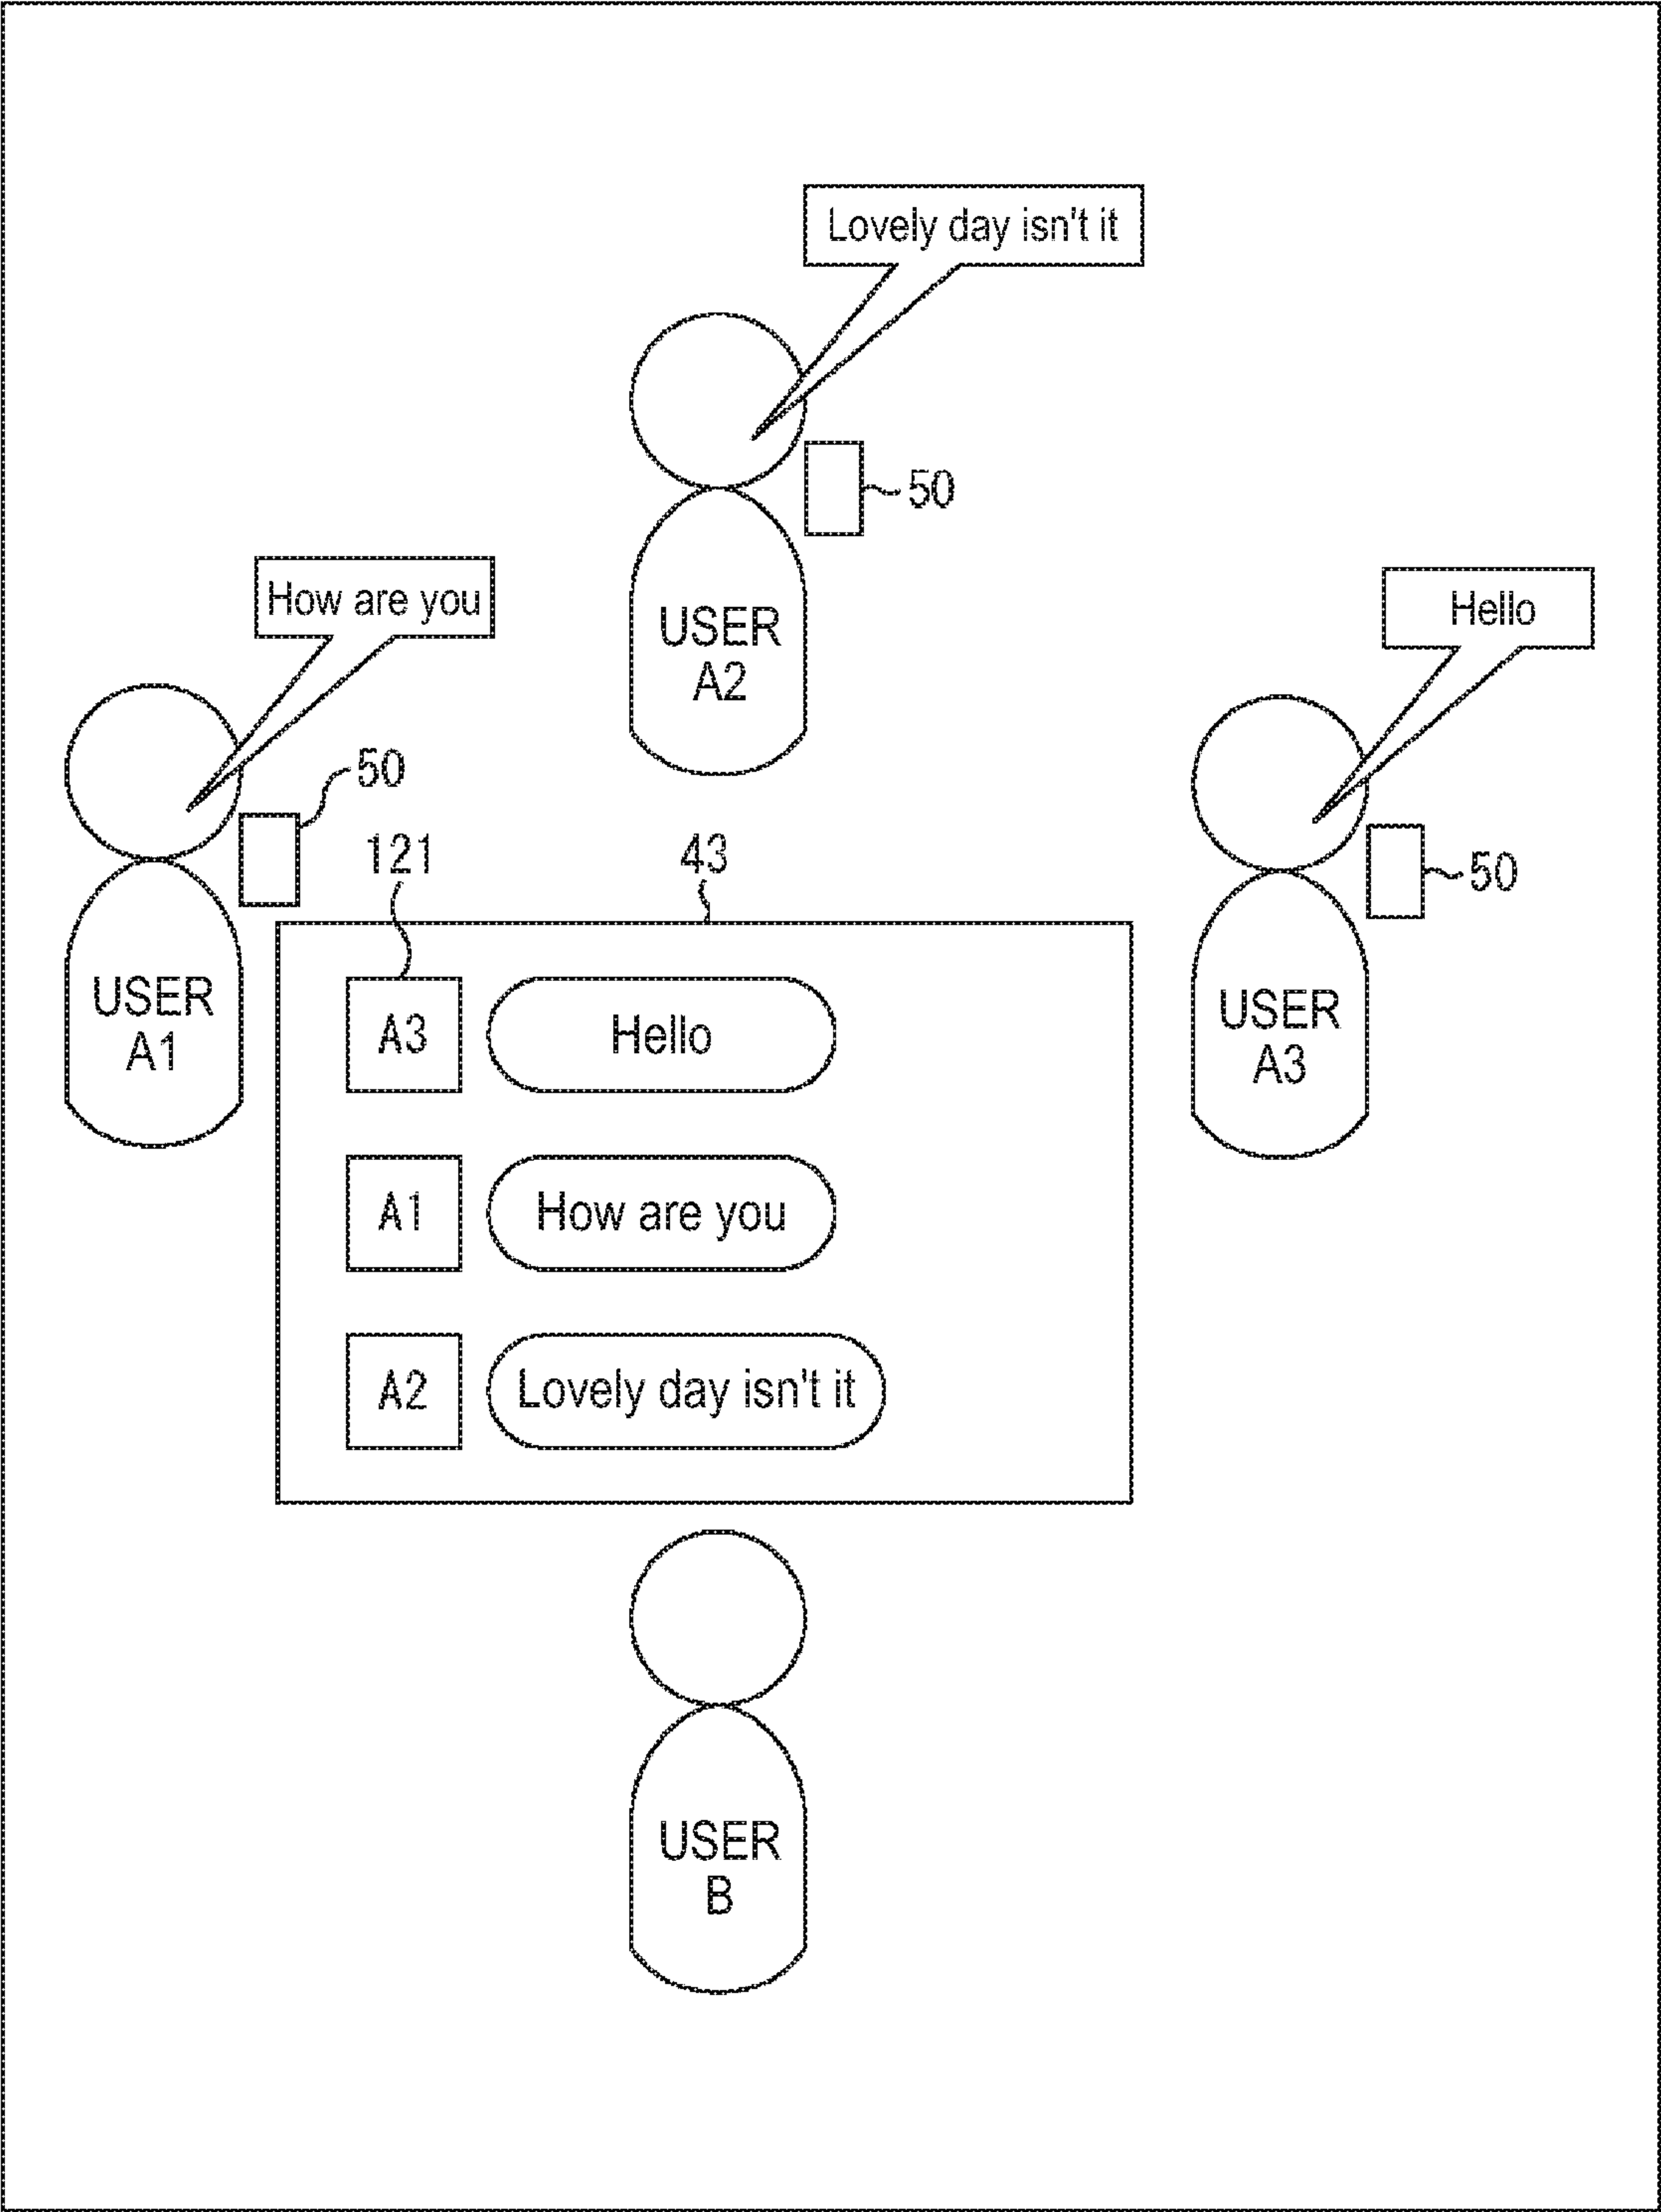 Lovely day isn't it
50
USER
A2
How are you
Hello
50
50
USER
A1
USER
A3
121
43
A3
Hello
A1
How are you
A2
Lovely day isn't it
USER
B